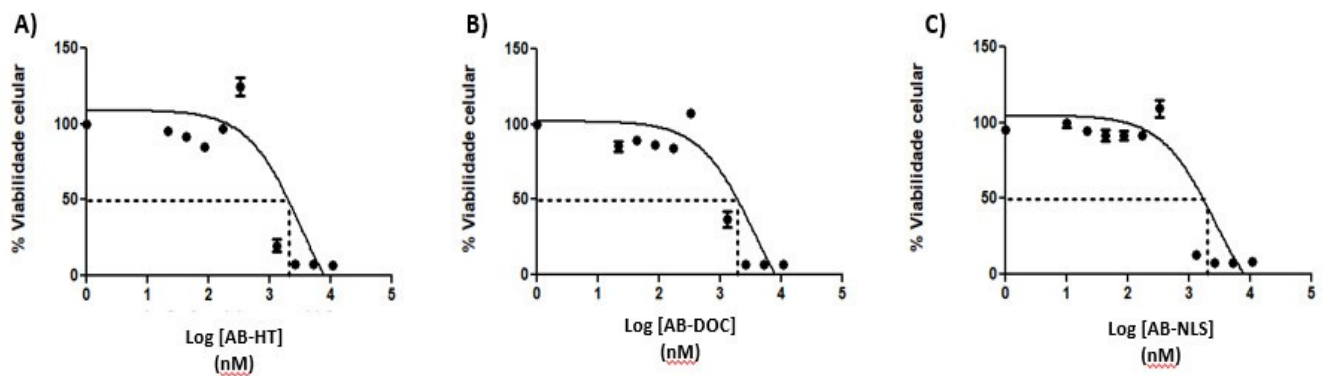 A)
150
100
50
0
% Viabilidade celular
0 1 2 3 4 5
Log [AB-HT]
(nM)
B)
150
100
50
0
% Viabilidade celular
0 1 2 3 4 5
Log [AB-DOC]
(nM)
C)
150
100
50
0
% Viabilidade celular
0 1 2 3 4 5
Log [AB-NLS]
(nM)